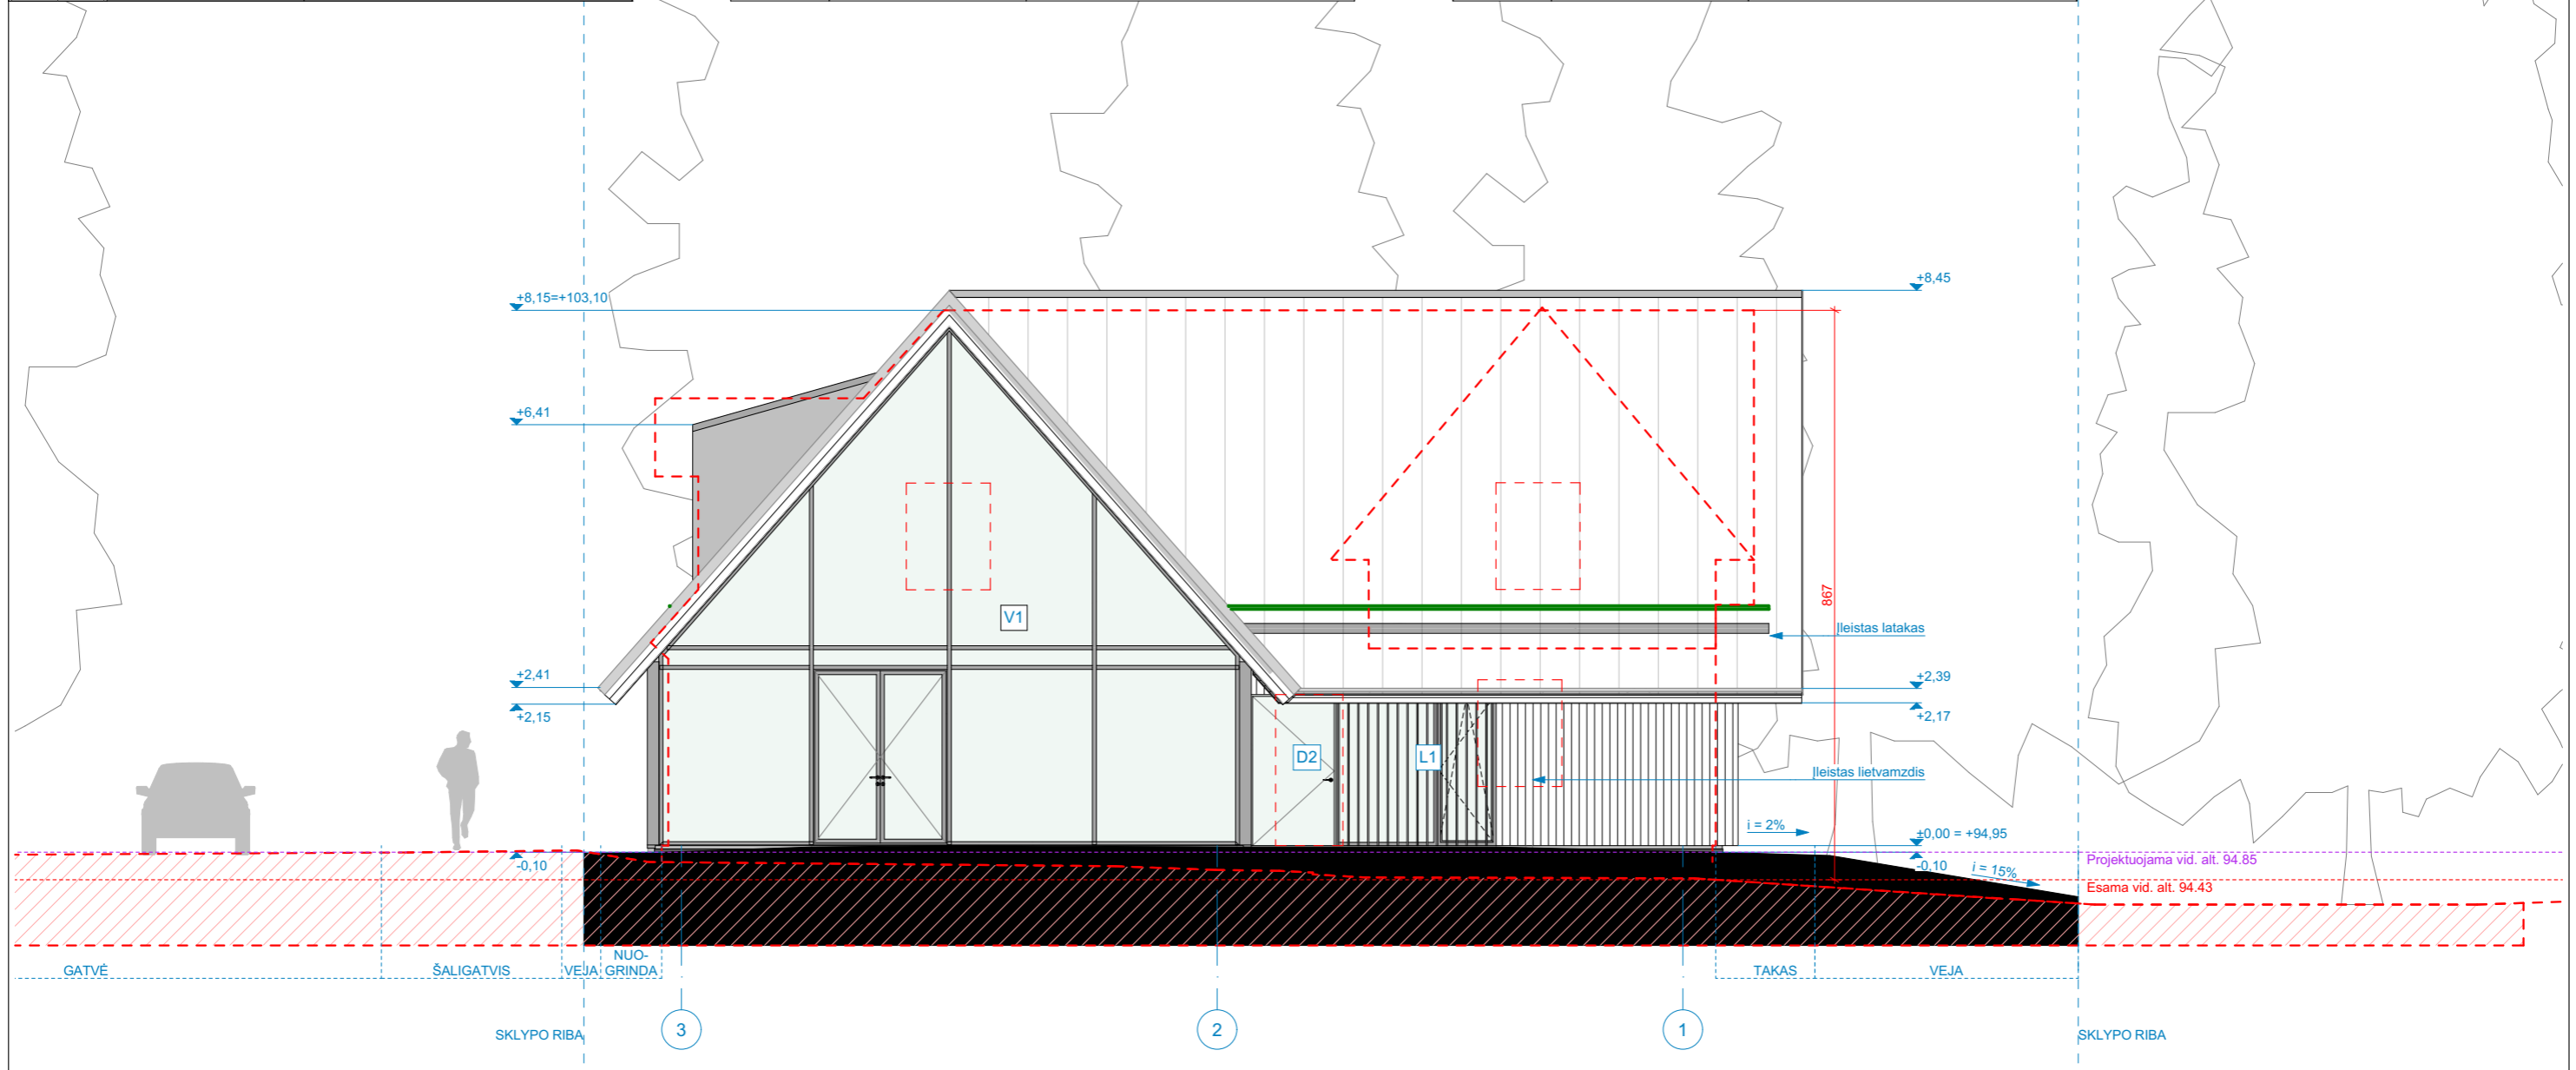 +8,45
+8,15=+103,10
+6,41
867
V1
Įleistas latakas
+2,41
+2,39
+2,15
+2,17
D2
L1
Įleistas lietvamzdis
i = 2%
±0,00 = +94,95
-0,10
-0,10
i = 15%
Projektuojama vid. alt. 94.85
Esama vid. alt. 94.43
GATVĖ
ŠALIGATVIS
VEJA
NUO-
GRINDA
TAKAS
VEJA
3
2
1
SKLYPO RIBA
SKLYPO RIBA